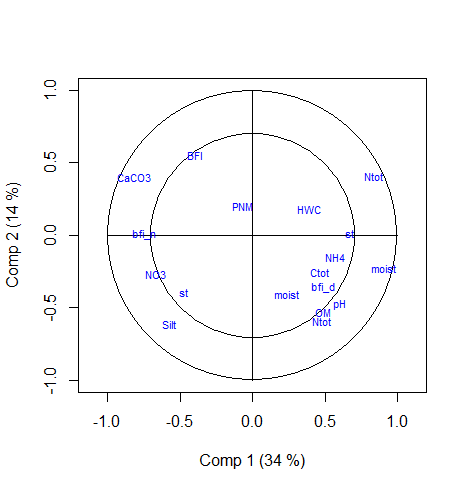 1.0
0.5
0.0
-0.5
-1.0
Comp 2 (14 %)
BFI
CaCO3
Ntot
PNM
HWC
bfi_n
st
NH4
moist
Ctot
NO3
bfi_d
st
moist
pH
OM
Silt
Ntot
-1.0 -0.5 0.0 0.5 1.0
Comp 1 (34 %)